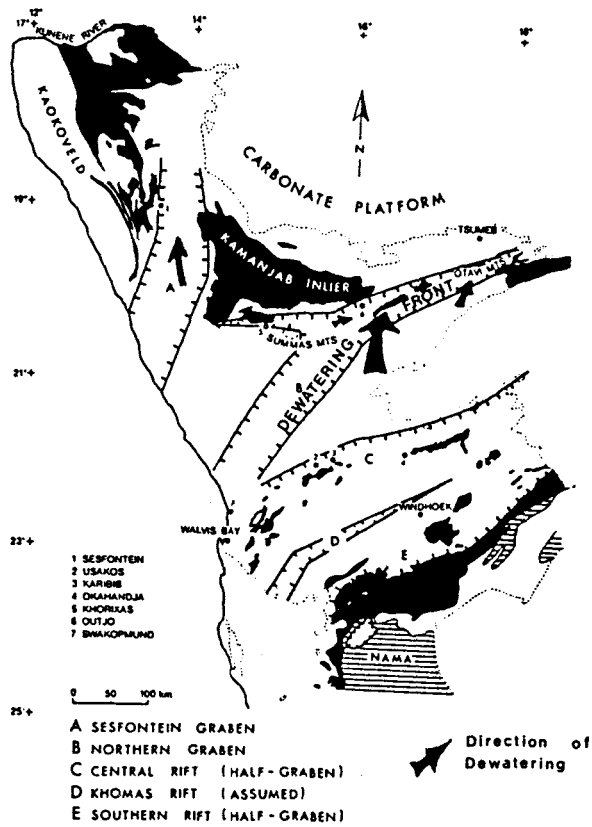 12°
17°+
14°
16°
18°
KUNENE RIVER
KAOKOVELD
N
CARBONATE PLATFORM
19°+
TSUMEB
KAMANJAB INLIER
OTAVI MTS
FRONT
A
SUMMAS MTS
21°+
B
DEWATERING
C
WINDHOEK
WALVIS BAY
D
23°+
E
1 SESFONTEIN
2 USAKOS
3 KARIBIB
4 OKAHANDJA
5 KHORIXAS
6 OUTJO
7 SWAKOPMUND
NAMA
0 50 100 km
25°+
A SESFONTEIN GRABEN
B NORTHERN GRABEN
C CENTRAL RIFT (HALF-GRABEN)
D KHOMAS RIFT (ASSUMED)
E SOUTHERN RIFT (HALF-GRABEN)
Direction of
Dewatering